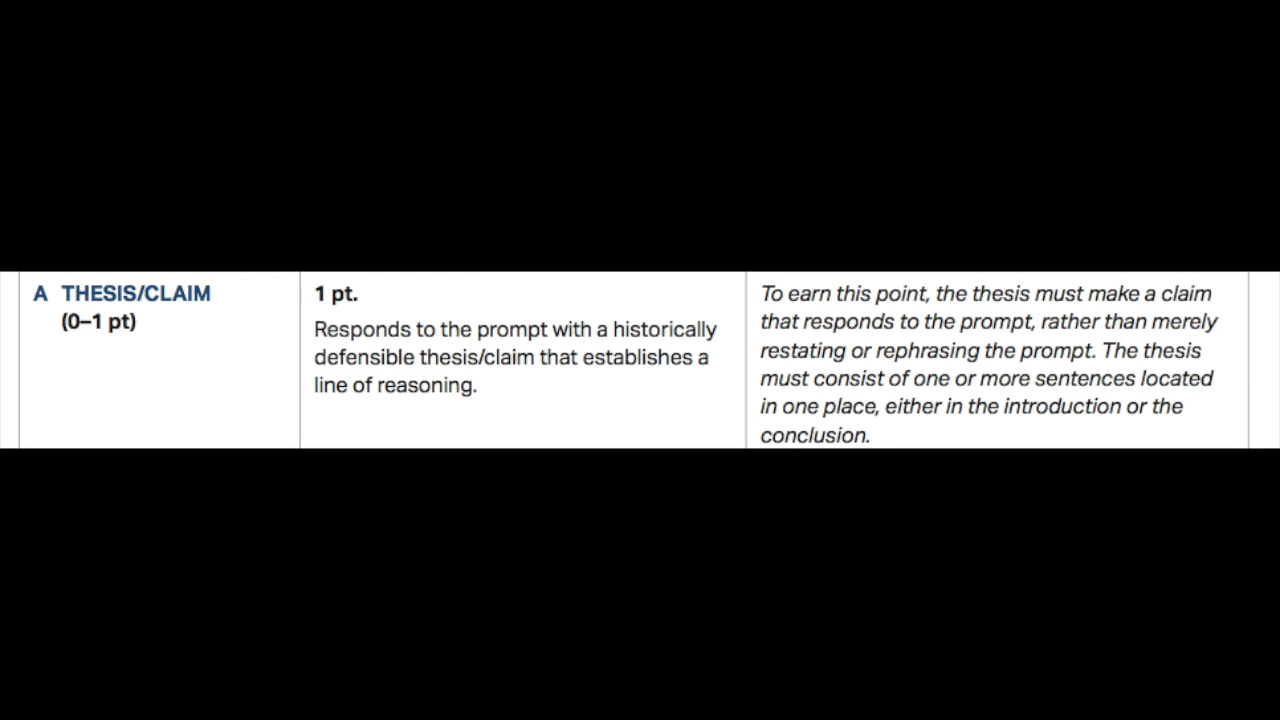 A THESIS/CLAIM
(0–1 pt)
1 pt.
Responds to the prompt with a historically
defensible thesis/claim that establishes a
line of reasoning.
To earn this point, the thesis must make a claim
that responds to the prompt, rather than merely
restating or rephrasing the prompt. The thesis
must consist of one or more sentences located
in one place, either in the introduction or the
conclusion.